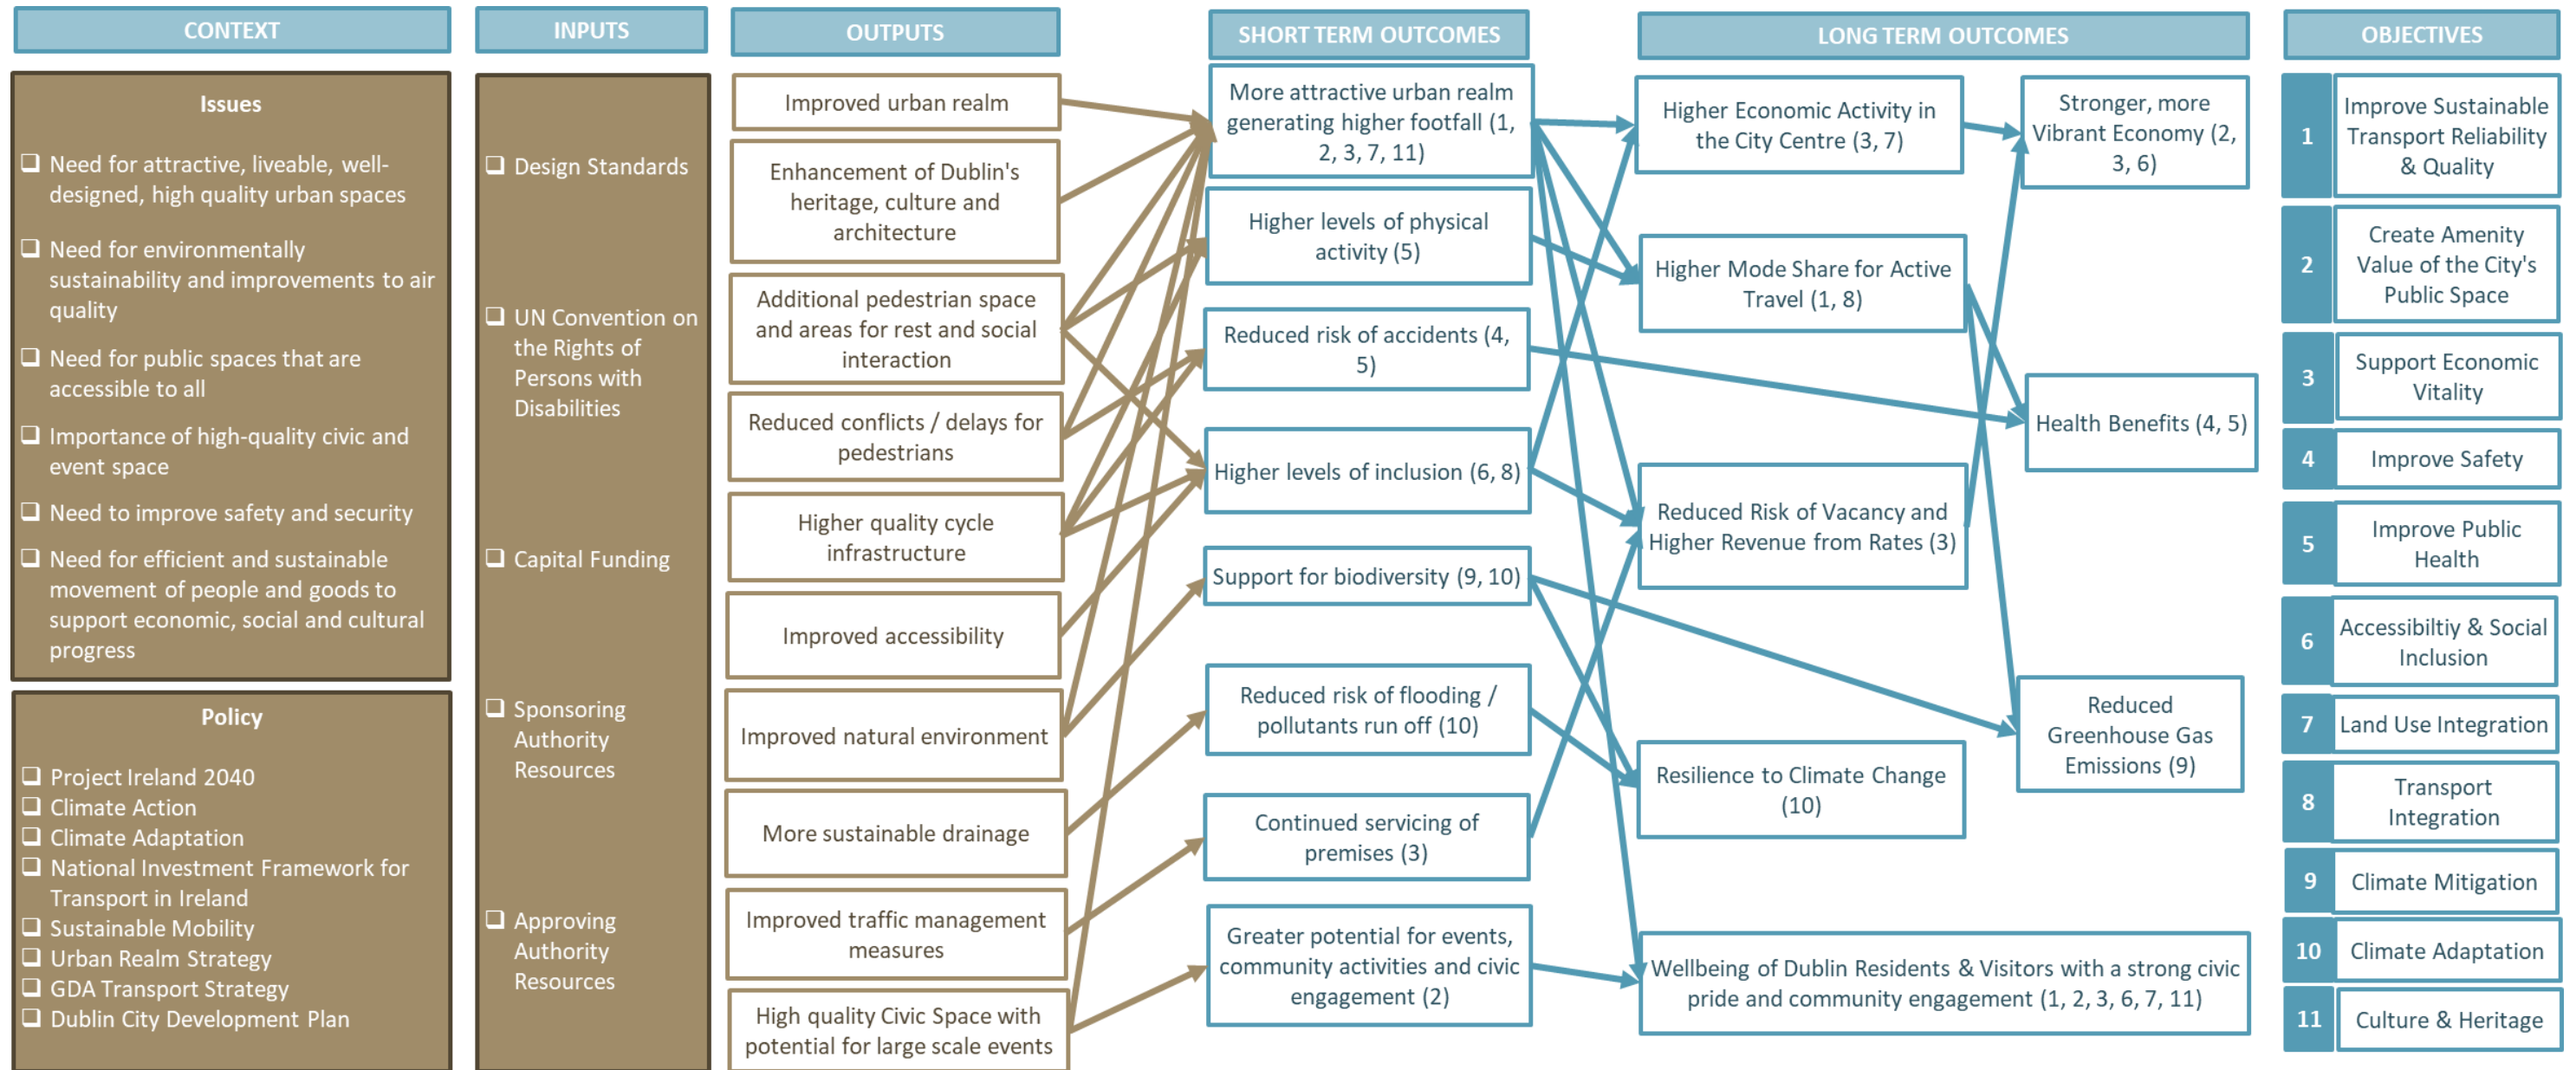 CONTEXT
Issues
❑ Need for attractive, liveable, well-
designed, high quality urban spaces
❑ Need for environmentally
sustainability and improvements to air
quality
❑ Need for public spaces that are
accessible to all
❑ Importance of high-quality civic and
event space
❑ Need to improve safety and security
❑ Need for efficient and sustainable
movement of people and goods to
support economic, social and cultural
progress
Policy
❑ Project Ireland 2040
❑ Climate Action
❑ Climate Adaptation
❑ National Investment Framework for
Transport in Ireland
❑ Sustainable Mobility
❑ Urban Realm Strategy
❑ GDA Transport Strategy
❑ Dublin City Development Plan
INPUTS
❑ Design Standards
❑ UN Convention on
the Rights of
Persons with
Disabilities
❑ Capital Funding
❑ Sponsoring
Authority
Resources
❑ Approving
Authority
Resources
OUTPUTS
Improved urban realm
Enhancement of Dublin's
heritage, culture and
architecture
Additional pedestrian space
and areas for rest and social
interaction
Reduced conflicts / delays for
pedestrians
Higher quality cycle
infrastructure
Improved accessibility
Improved natural environment
More sustainable drainage
Improved traffic management
measures
High quality Civic Space with
potential for large scale events
SHORT TERM OUTCOMES
More attractive urban realm
generating higher footfall (1,
2, 3, 7, 11)
Higher levels of physical
activity (5)
Reduced risk of accidents (4,
5)
Higher levels of inclusion (6, 8)
Support for biodiversity (9, 10)
Reduced risk of flooding /
pollutants run off (10)
Continued servicing of
premises (3)
Greater potential for events,
community activities and civic
engagement (2)
LONG TERM OUTCOMES
Higher Economic Activity in
the City Centre (3, 7)
Higher Mode Share for Active
Travel (1, 8)
Reduced Risk of Vacancy and
Higher Revenue from Rates (3)
Resilience to Climate Change
(10)
Stronger, more
Vibrant Economy (2,
3, 6)
Health Benefits (4, 5)
Reduced
Greenhouse Gas
Emissions (9)
Wellbeing of Dublin Residents & Visitors with a strong civic
pride and community engagement (1, 2, 3, 6, 7, 11)
OBJECTIVES
1
Improve Sustainable
Transport Reliability
& Quality
2
Create Amenity
Value of the City's
Public Space
3
Support Economic
Vitality
4
Improve Safety
5
Improve Public
Health
6
Accessibiltiy & Social
Inclusion
7
Land Use Integration
8
Transport
Integration
9
Climate Mitigation
10
Climate Adaptation
11
Culture & Heritage